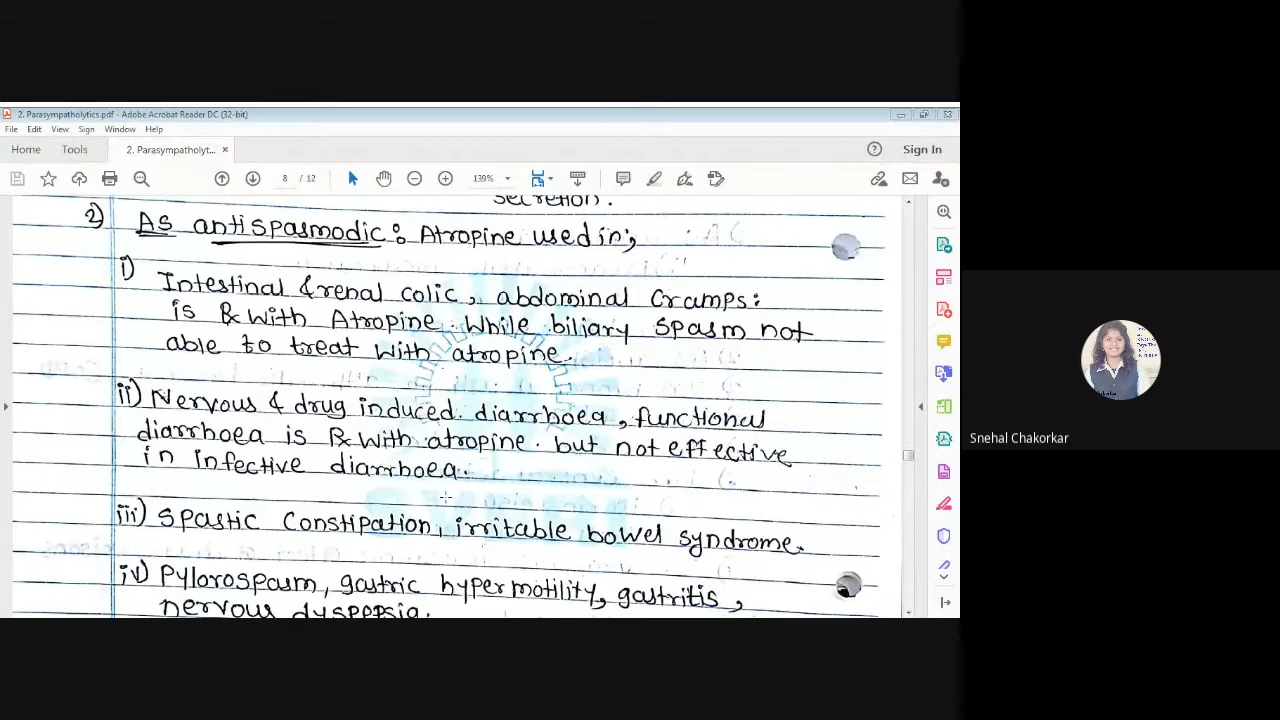 2. Parasympatholytics.pdf - Adobe Acrobat Reader DC (32-bit)
File Edit View Sign Window Help
Home Tools 2. Parasympatholyt... × Sign In
8 / 12 139%
secretion.
2) As antispasmodic : Atropine used in;
i) Intestinal & renal colic, abdominal cramps:
is Rx with Atropine. While biliary spasm not
able to treat with atropine.
ii) Nervous & drug induced diarrhoea, functional
diarrhoea is Rx with atropine. but not effective
in infective diarrhoea.
iii) spastic constipation, irritable bowel syndrome.
iv) Pylorospasm, gastric hypermotility, gastritis,
nervous dyspepsia.
Snehal Chakorkar